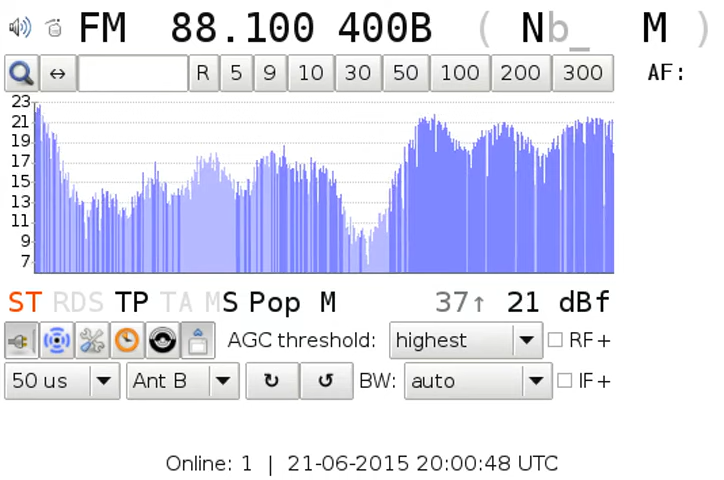 FM 88.100 400B ( Nb_ M )
↔ R 5 9 10 30 50 100 200 300 AF:
23
21
19
17
15
13
11
9
7
ST RDS TP TA MS Pop M 37↑ 21 dBf
AGC threshold: highest RF+
50 us Ant B ↻ ↺ BW: auto IF+
Online: 1 | 21-06-2015 20:00:48 UTC